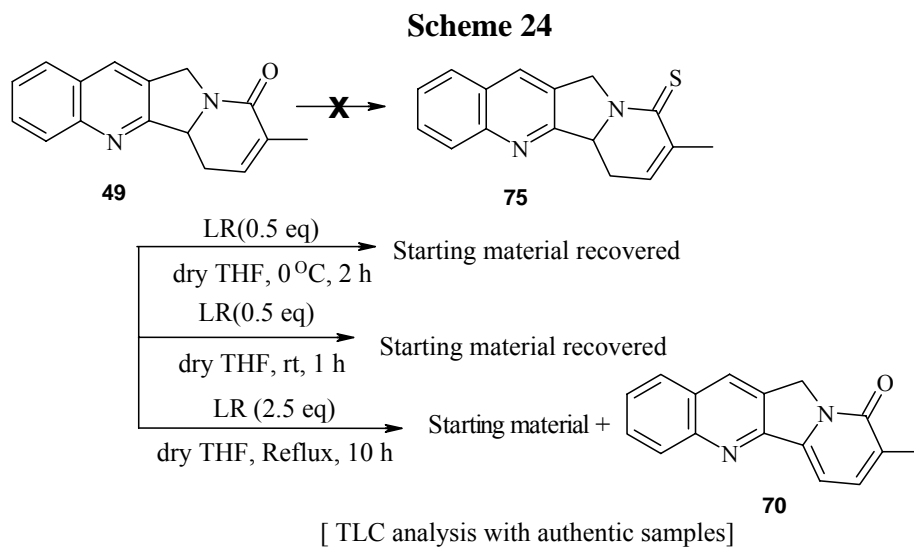 Scheme 24
O
N
N
49
X
S
N
N
75
LR(0.5 eq)
dry THF, 0 °C, 2 h
Starting material recovered
LR(0.5 eq)
dry THF, rt, 1 h
Starting material recovered
LR (2.5 eq)
dry THF, Reflux, 10 h
Starting material +
O
N
N
70
[ TLC analysis with authentic samples]